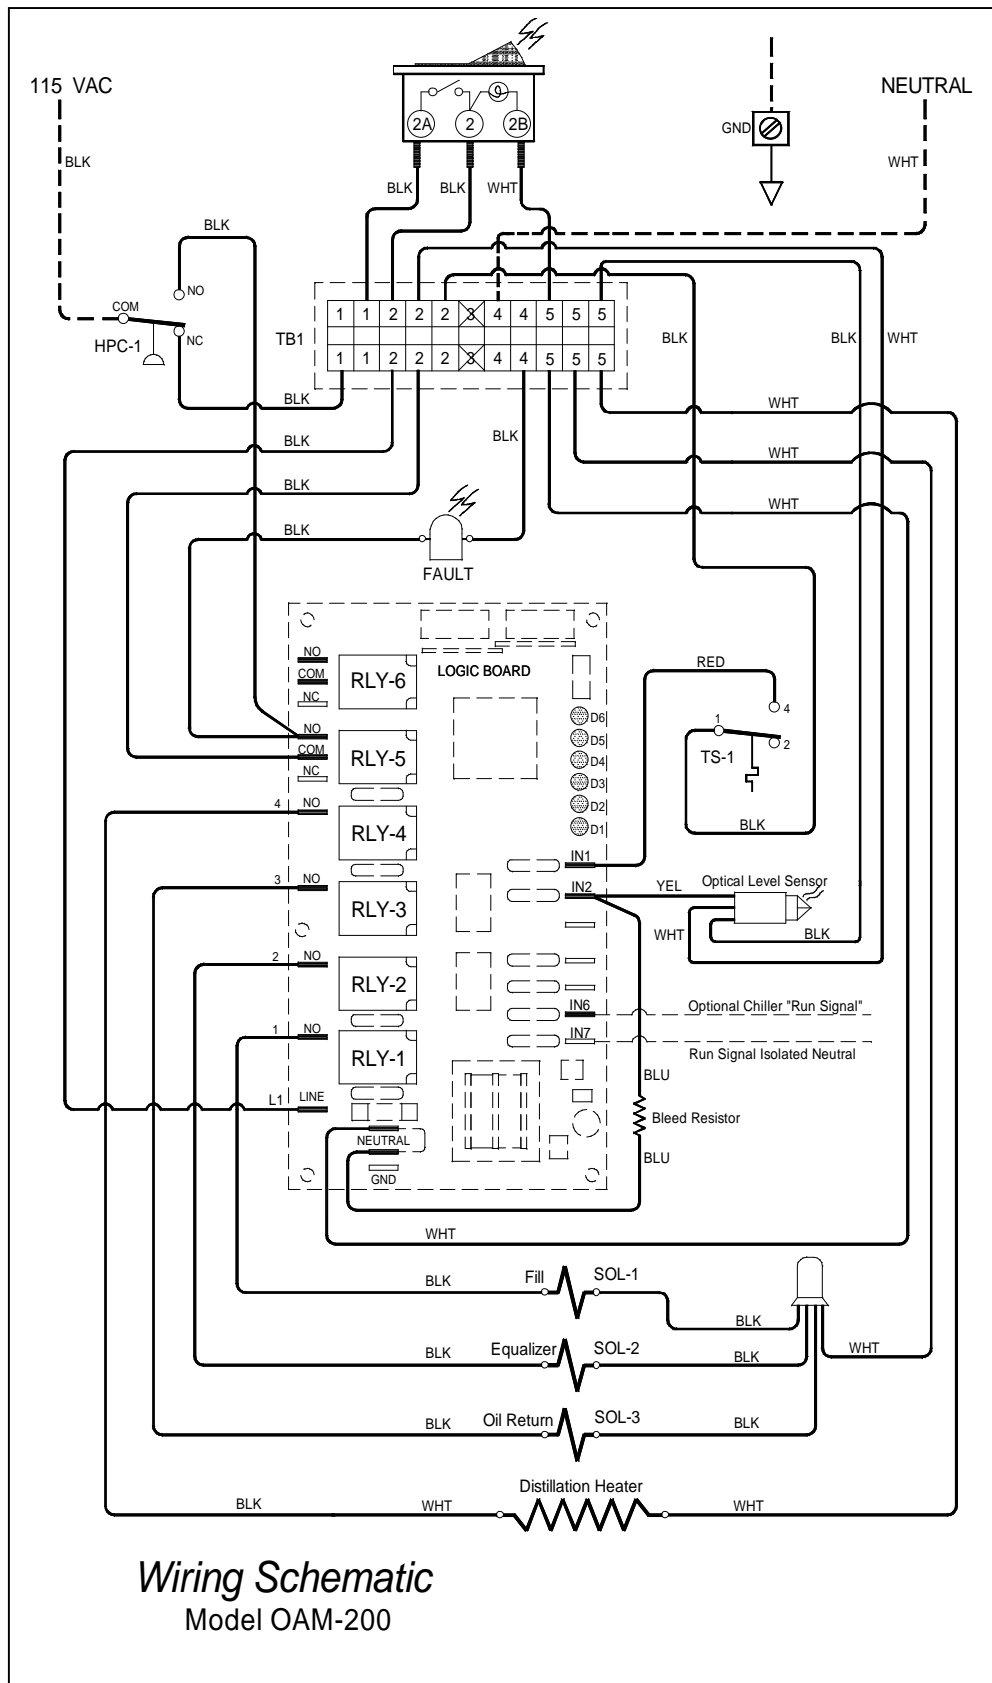 115 VAC
NEUTRAL
2A 2 2B
GND
BLK
WHT
BLK BLK WHT
BLK
NO
COM
NC
HPC-1
1 1 2 2 2 3 4 4 5 5 5
TB1
1 1 2 2 2 3 4 4 5 5 5
BLK
BLK
WHT
BLK
WHT
BLK
BLK
WHT
BLK
WHT
BLK
FAULT
LOGIC BOARD
NO
COM
NC
RLY-6
NO
COM
NC
RLY-5
4 NO
RLY-4
3 NO
RLY-3
2 NO
RLY-2
1 NO
RLY-1
L1 LINE
NEUTRAL
GND
D6
D5
D4
D3
D2
D1
RED
4
1
2
TS-1
BLK
IN1
IN2
YEL
Optical Level Sensor
WHT
BLK
IN6
Optional Chiller "Run Signal"
IN7
Run Signal Isolated Neutral
BLU
Bleed Resistor
BLU
WHT
BLK Fill SOL-1
BLK
BLK Equalizer SOL-2
BLK
WHT
BLK Oil Return SOL-3 BLK
Distillation Heater
BLK WHT WHT
Wiring Schematic
Model OAM-200